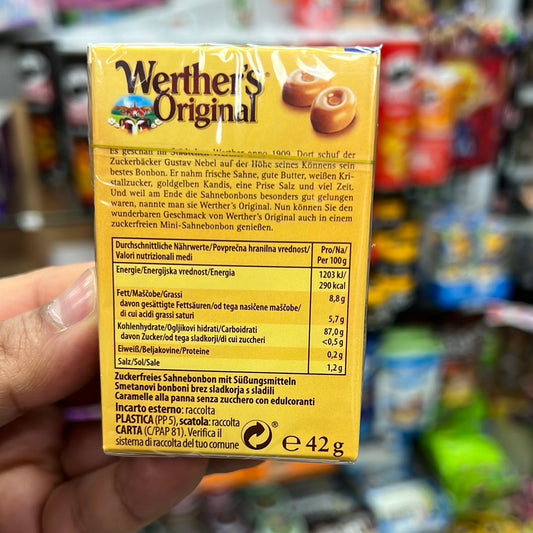 Werther's
Original
Es geschah im Städtchen Werther anno 1909. Dort schuf der
Zuckerbäcker Gustav Nebel auf der Höhe seines Könnens sein
bestes Bonbon. Er nahm frische Sahne, gute Butter, weißen Kri-
stallzucker, goldgelben Kandis, eine Prise Salz und viel Zeit.
Und weil am Ende die Sahnebonbons besonders gut gelungen
waren, nannte man sie Werther's Original. Nun können Sie den
wunderbaren Geschmack von Werther's Original auch in einem
zuckerfreien Mini-Sahnebonbon genießen.
Durchschnittliche Nährwerte/Povprečna hranilna vrednost/ Pro/Na/
Valori nutrizionali medi Per 100g
Energie/Energijska vrednost/Energia 1203 kJ/
290 kcal
Fett/Maščobe/Grassi 8,8 g
davon gesättigte Fettsäuren/od tega nasičene maščobe/
di cui acidi grassi saturi 5,7 g
Kohlenhydrate/Ogljikovi hidrati/Carboidrati 87,0 g
davon Zucker/od tega sladkorji/di cui zuccheri <0,5 g
Eiweiß/Beljakovine/Proteine 0,2 g
Salz/Sol/Sale 1,2 g
Zuckerfreies Sahnebonbon mit Süßungsmitteln
Smetanovi bonboni brez sladkorja s sladili
Caramelle alla panna senza zucchero con edulcoranti
Incarto esterno: raccolta
PLASTICA (PP 5), scatola: raccolta
CARTA (C/PAP 81). Verifica il
sistema di raccolta del tuo comune
℮ 42 g